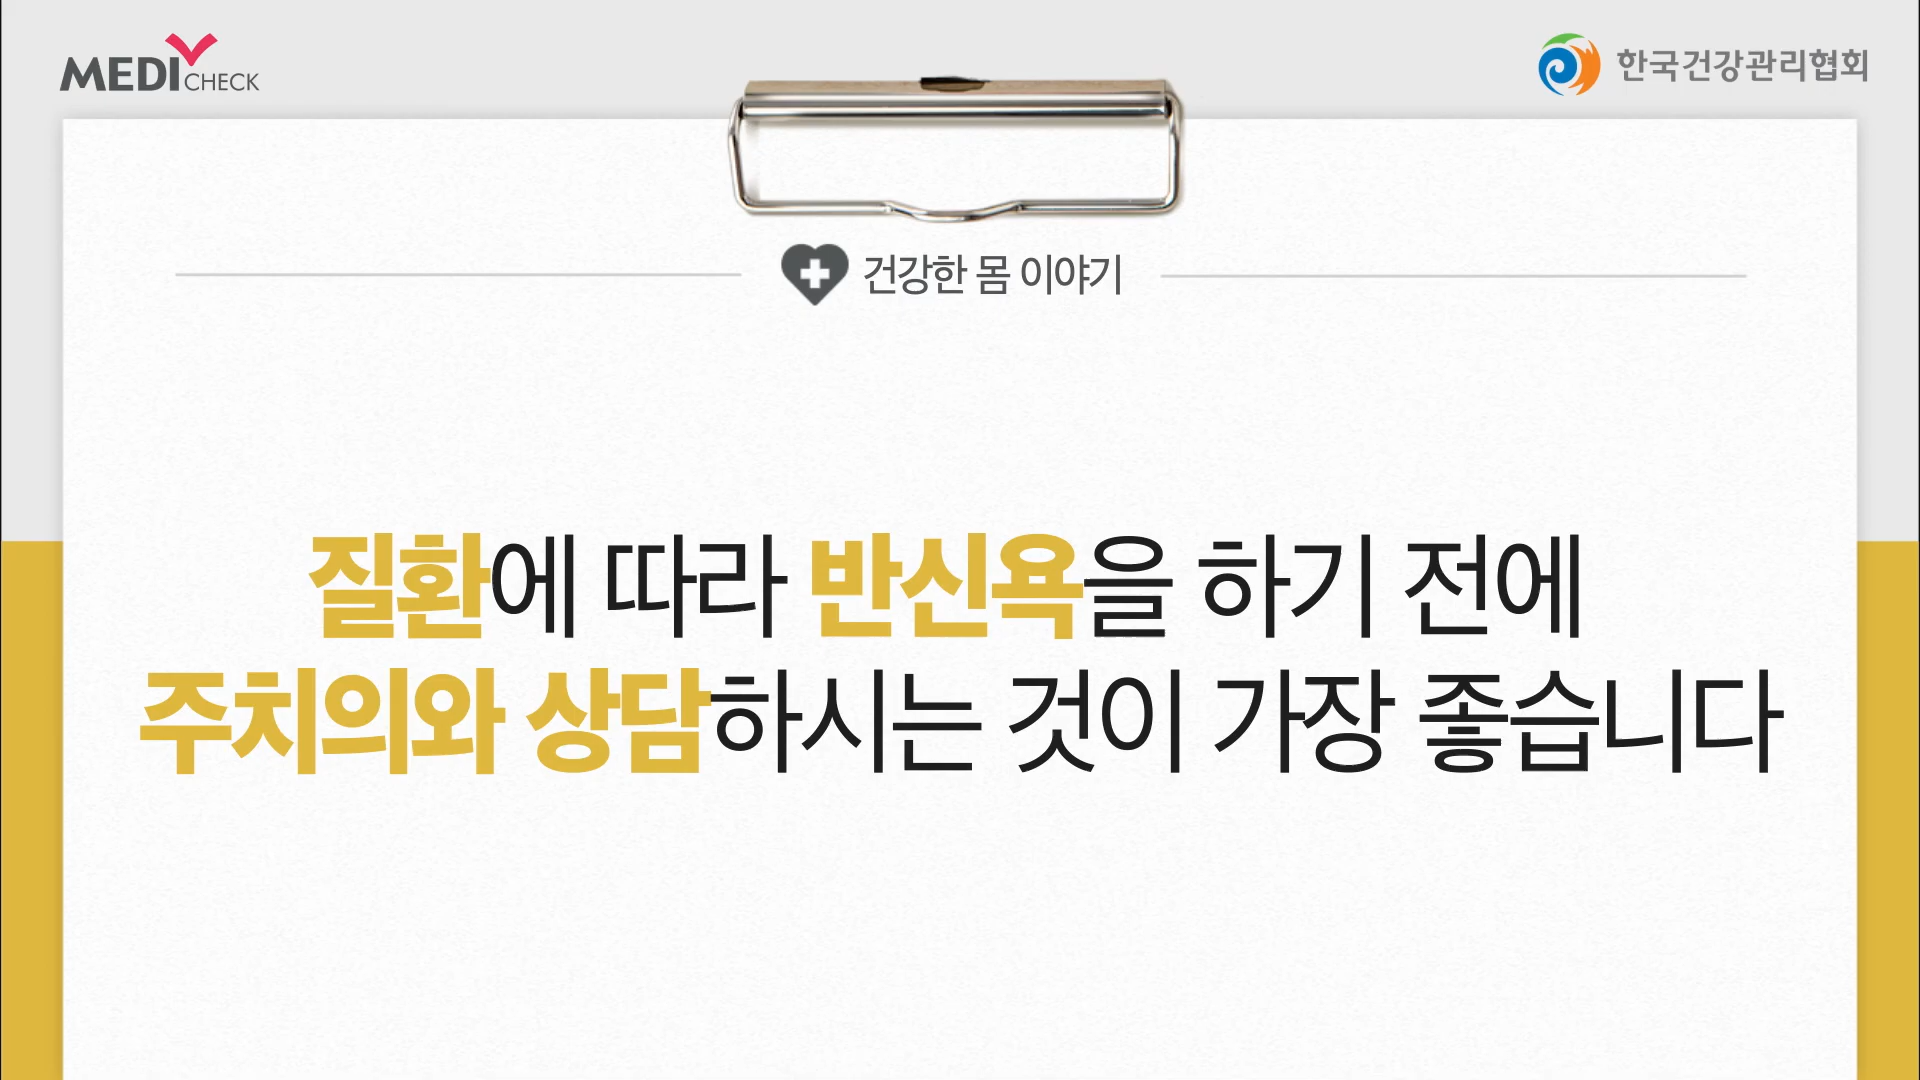 MEDI CHECK
한국건강관리협회
건강한 몸 이야기
질환에 따라 반신욕을 하기 전에
주치의와 상담하시는 것이 가장 좋습니다